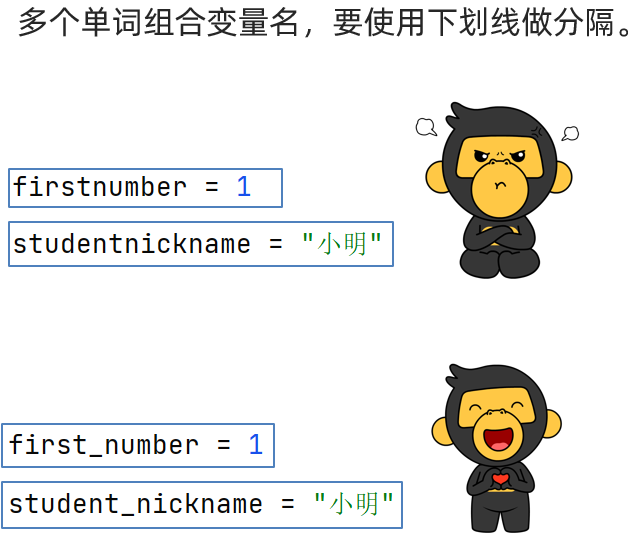 多个单词组合变量名，要使用下划线做分隔。
firstnumber = 1
studentnickname = "小明"
first_number = 1
student_nickname = "小明"